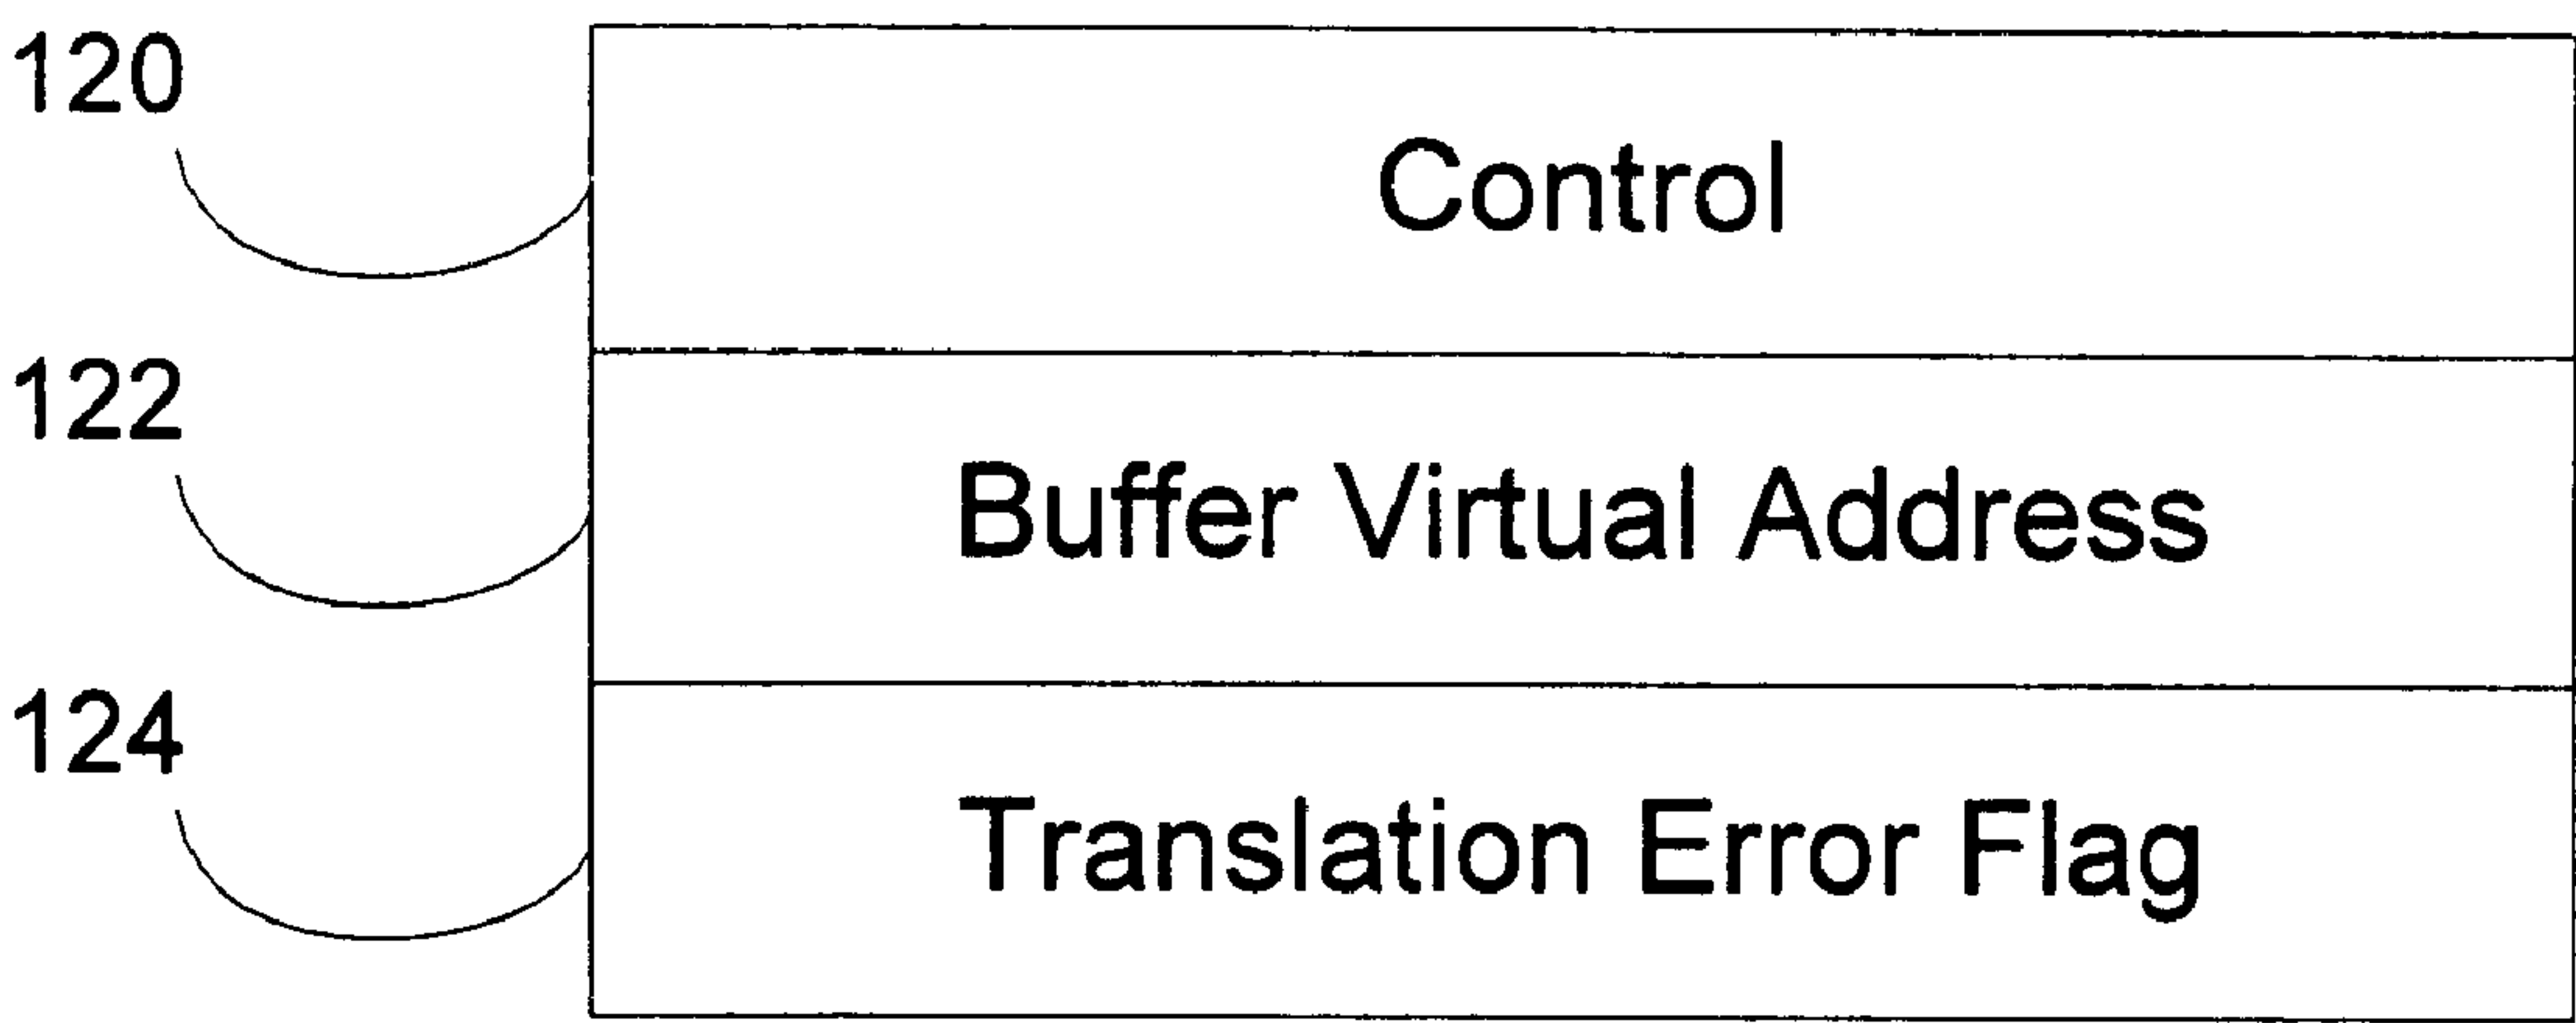 120
Control
122
Buffer Virtual Address
124
Translation Error Flag